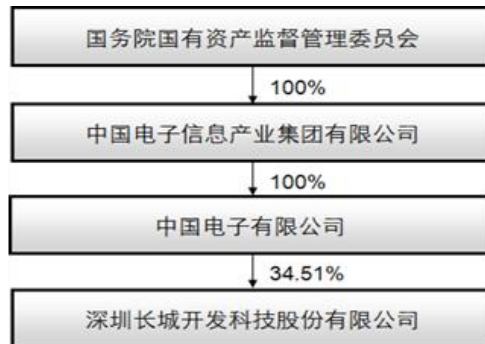 国务院国有资产监督管理委员会
100%
中国电子信息产业集团有限公司
100%
中国电子有限公司
34.51%
深圳长城开发科技股份有限公司